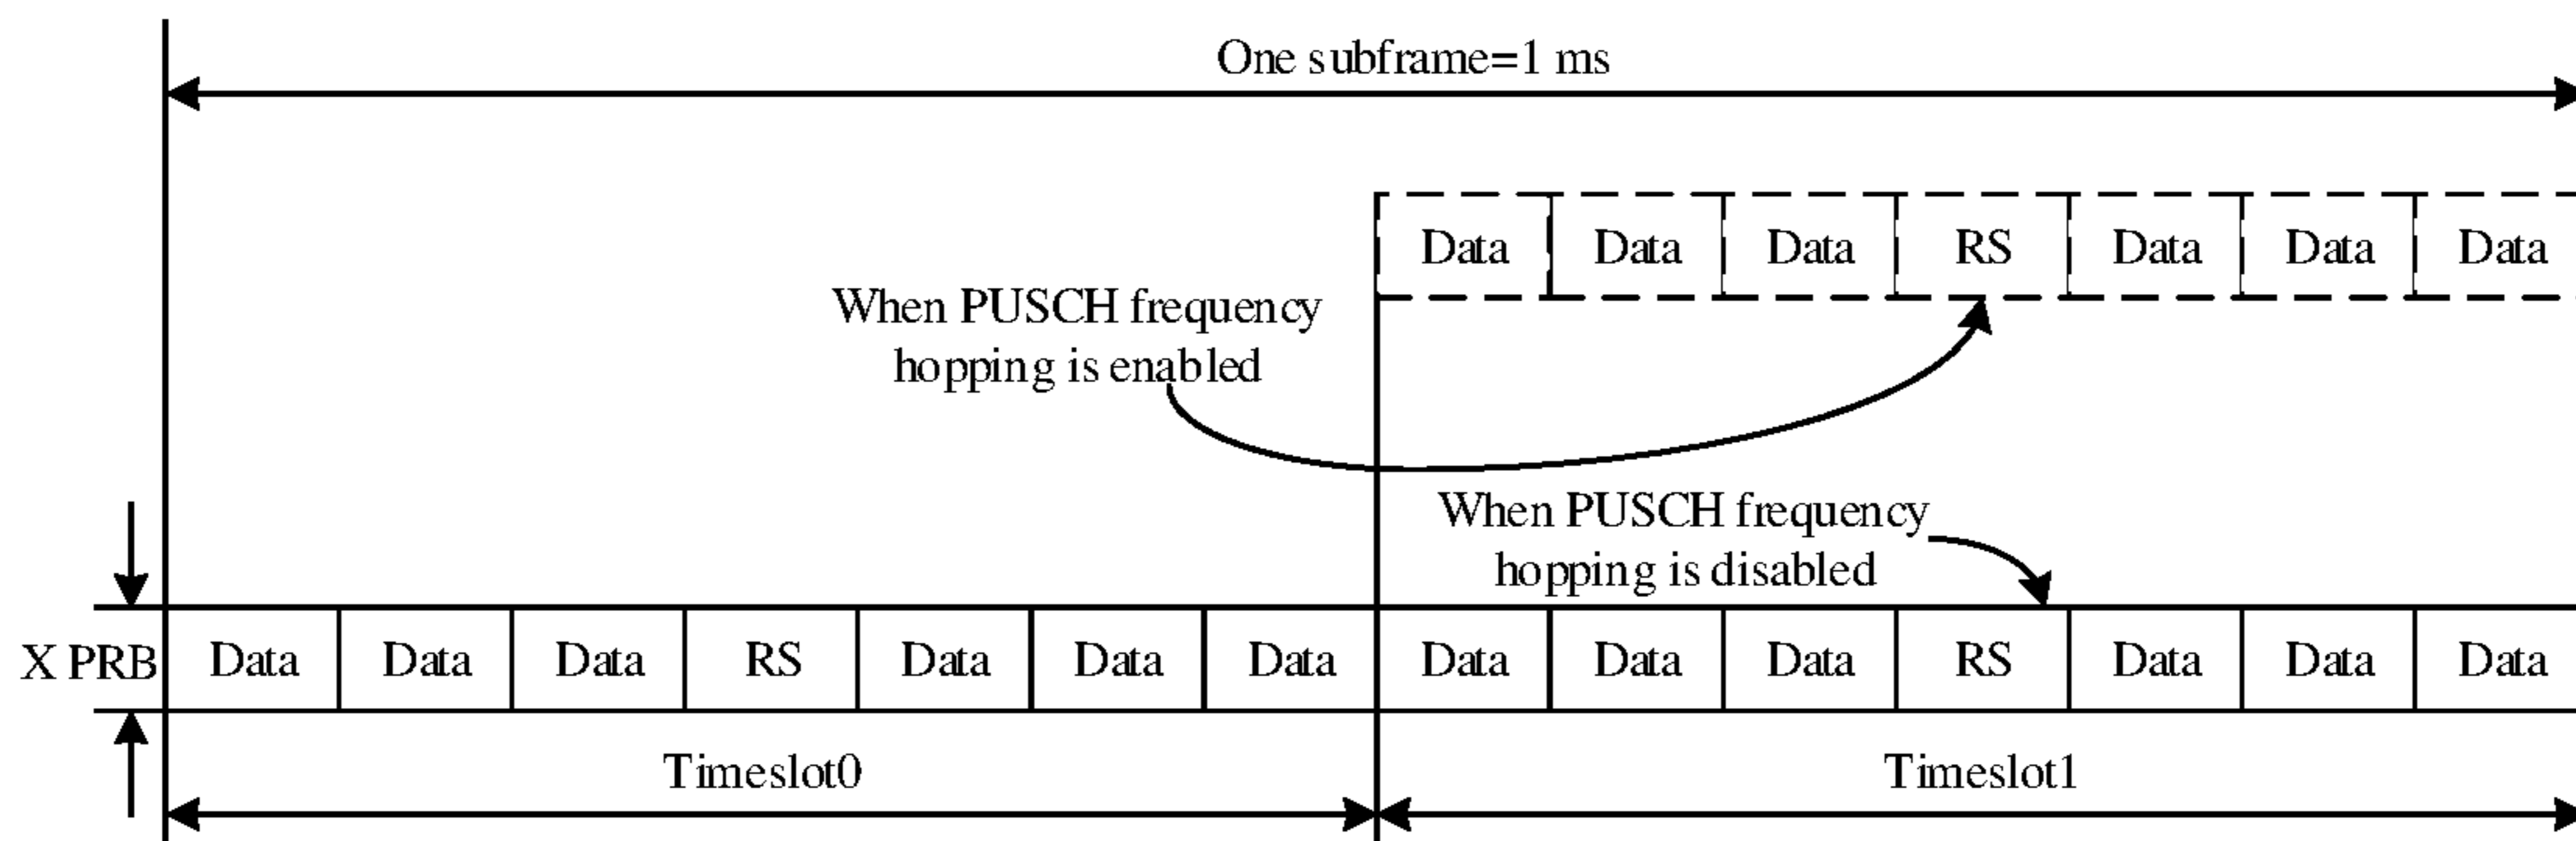 One subframe=1 ms
Data Data Data RS Data Data Data
When PUSCH frequency
hopping is enabled
When PUSCH frequency
hopping is disabled
X PRB Data Data Data RS Data Data Data Data Data Data RS Data Data Data
Timeslot0 Timeslot1